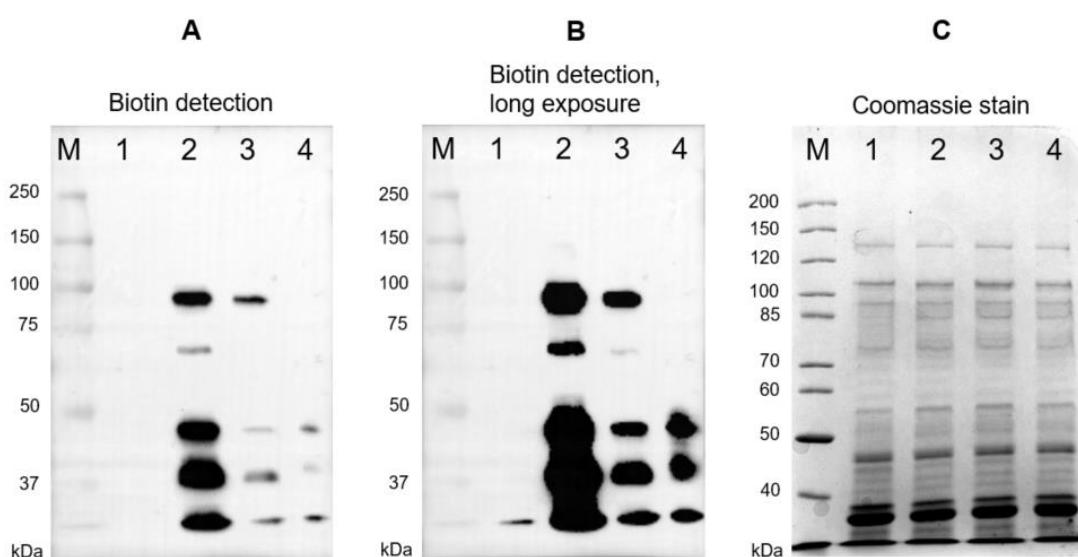 A
Biotin detection
M 1 2 3 4
250
150
100
75
50
37
kDa
B
Biotin detection,
long exposure
M 1 2 3 4
250
150
100
75
50
37
kDa
C
Coomassie stain
M 1 2 3 4
200
150
120
100
85
70
60
50
40
kDa